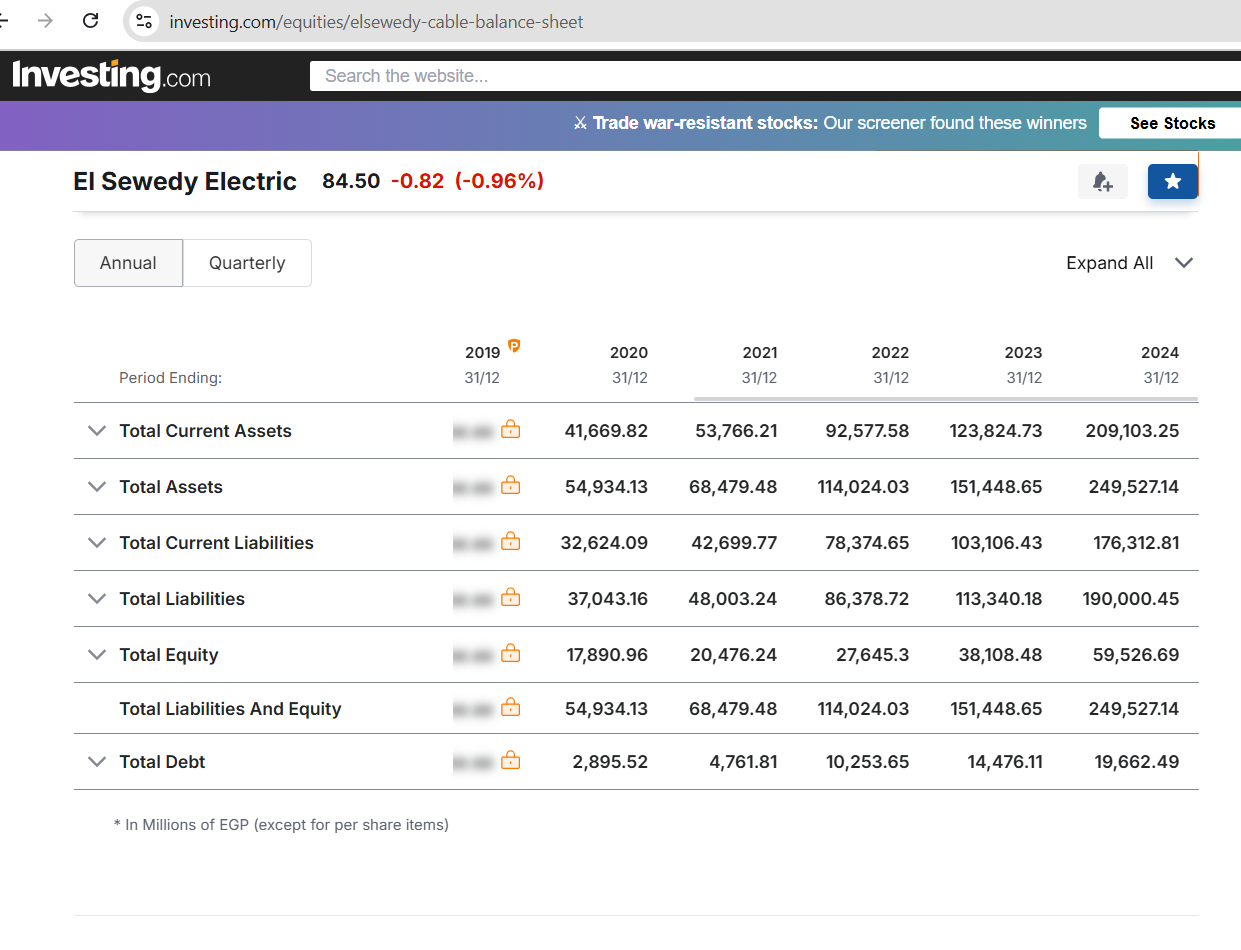 investing.com/equities/elsewedy-cable-balance-sheet
Investing.com
Search the website...
Trade war-resistant stocks: Our screener found these winners
See Stocks
El Sewedy Electric 84.50 -0.82 (-0.96%)
Annual Quarterly
Expand All
2019 2020 2021 2022 2023 2024
Period Ending: 31/12 31/12 31/12 31/12 31/12 31/12
Total Current Assets 41,669.82 53,766.21 92,577.58 123,824.73 209,103.25
Total Assets 54,934.13 68,479.48 114,024.03 151,448.65 249,527.14
Total Current Liabilities 32,624.09 42,699.77 78,374.65 103,106.43 176,312.81
Total Liabilities 37,043.16 48,003.24 86,378.72 113,340.18 190,000.45
Total Equity 17,890.96 20,476.24 27,645.3 38,108.48 59,526.69
Total Liabilities And Equity 54,934.13 68,479.48 114,024.03 151,448.65 249,527.14
Total Debt 2,895.52 4,761.81 10,253.65 14,476.11 19,662.49
* In Millions of EGP (except for per share items)